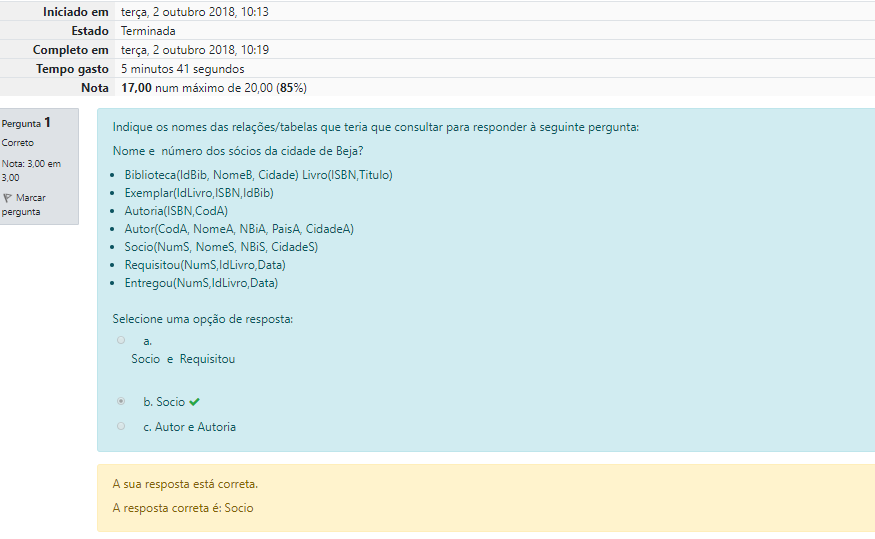 Iniciado em terça, 2 outubro 2018, 10:13
Estado Terminada
Completo em terça, 2 outubro 2018, 10:19
Tempo gasto 5 minutos 41 segundos
Nota 17,00 num máximo de 20,00 (85%)
Pergunta 1
Correto
Nota: 3,00 em
3,00
Marcar
pergunta
Indique os nomes das relações/tabelas que teria que consultar para responder à seguinte pergunta:
Nome e número dos sócios da cidade de Beja?
• Biblioteca(IdBib, NomeB, Cidade) Livro(ISBN,Titulo)
• Exemplar(IdLivro,ISBN,IdBib)
• Autoria(ISBN,CodA)
• Autor(CodA, NomeA, NBiA, PaisA, CidadeA)
• Socio(NumS, NomeS, NBiS, CidadeS)
• Requisitou(NumS,IdLivro,Data)
• Entregou(NumS,IdLivro,Data)
Selecione uma opção de resposta:
a.
Socio e Requisitou
b. Socio
c. Autor e Autoria
A sua resposta está correta.
A resposta correta é: Socio